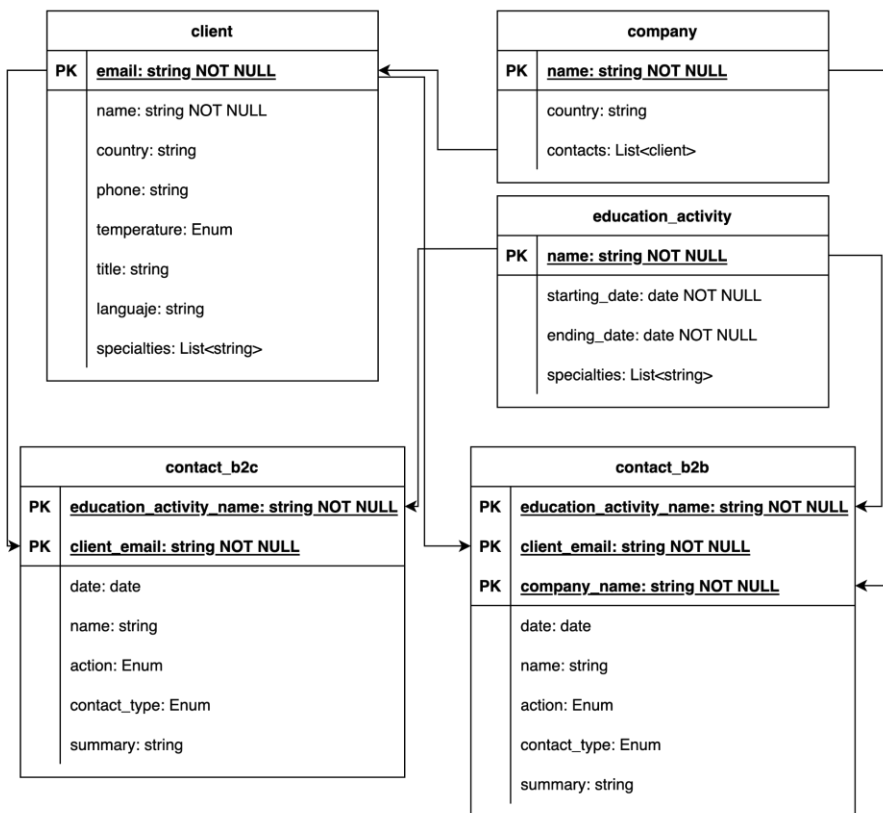 client
PK email: string NOT NULL
name: string NOT NULL
country: string
phone: string
temperature: Enum
title: string
languaje: string
specialties: List<string>
company
PK name: string NOT NULL
country: string
contacts: List<client>
education_activity
PK name: string NOT NULL
starting_date: date NOT NULL
ending_date: date NOT NULL
specialties: List<string>
contact_b2c
PK education_activity_name: string NOT NULL
PK client_email: string NOT NULL
date: date
name: string
action: Enum
contact_type: Enum
summary: string
contact_b2b
PK education_activity_name: string NOT NULL
PK client_email: string NOT NULL
PK company_name: string NOT NULL
date: date
name: string
action: Enum
contact_type: Enum
summary: string